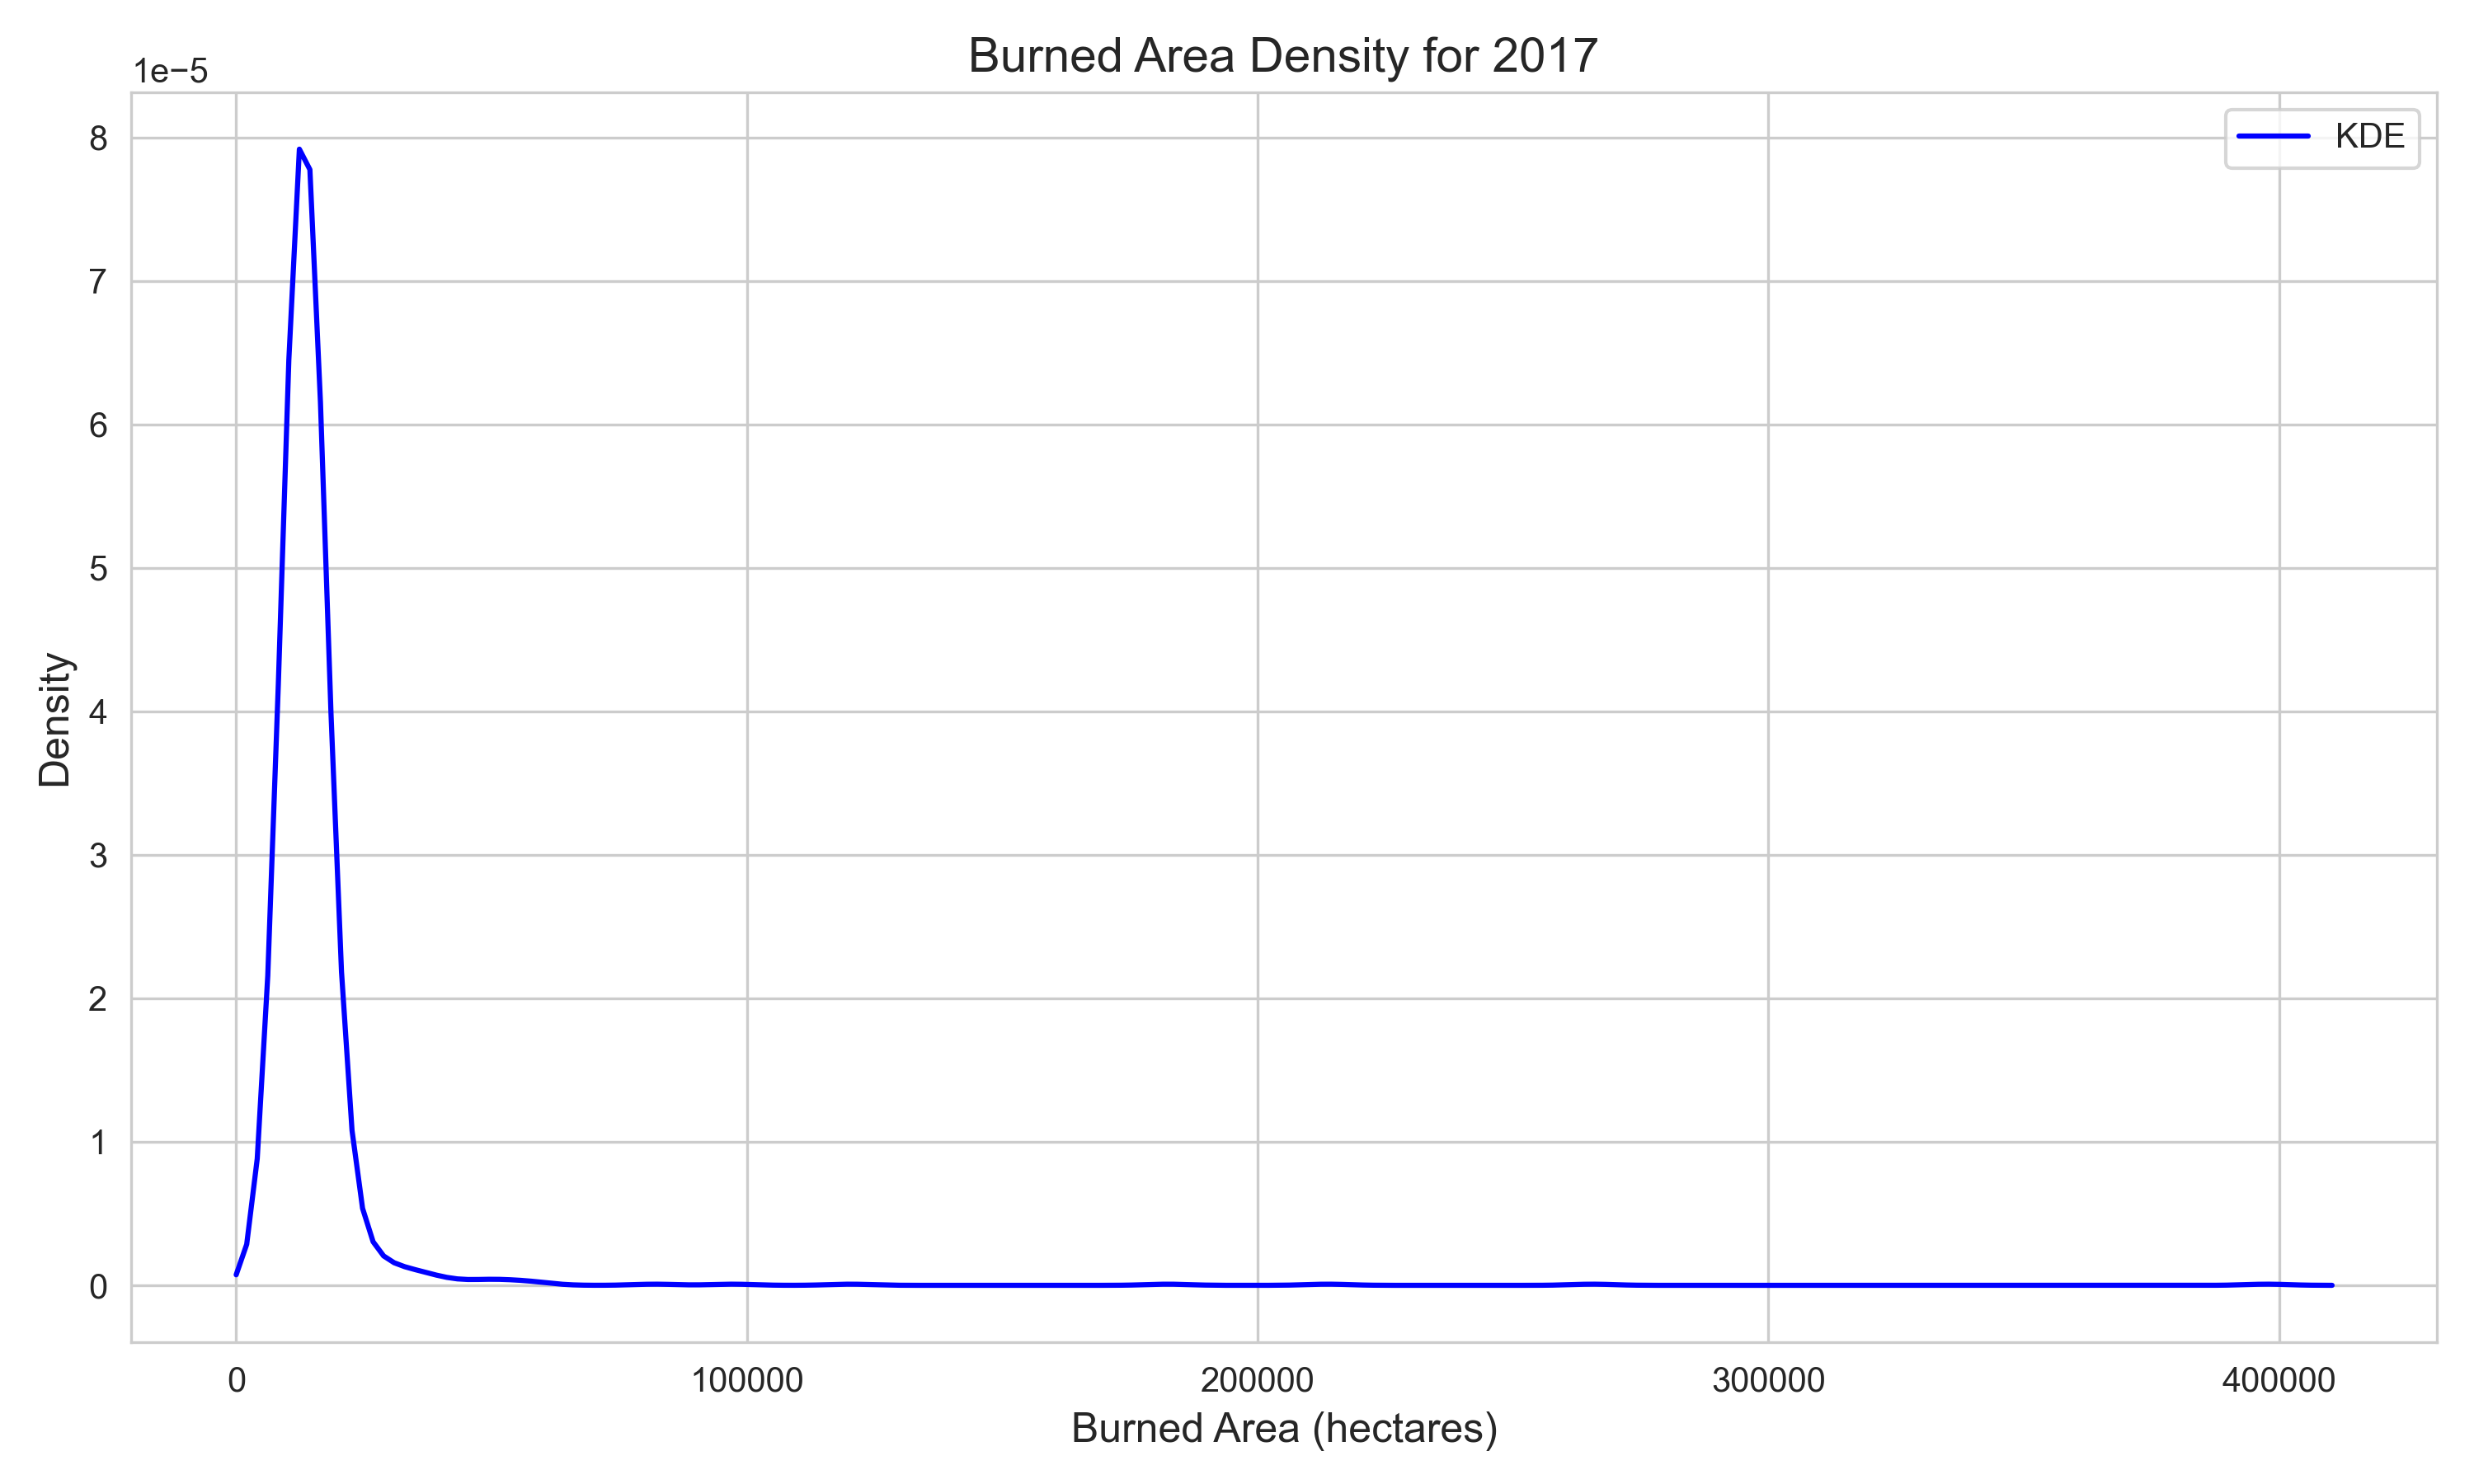 Burned Area Density for 2017
1e−5
KDE
8
7
6
5
4
3
2
1
0
Density
0 100000 200000 300000 400000
Burned Area (hectares)